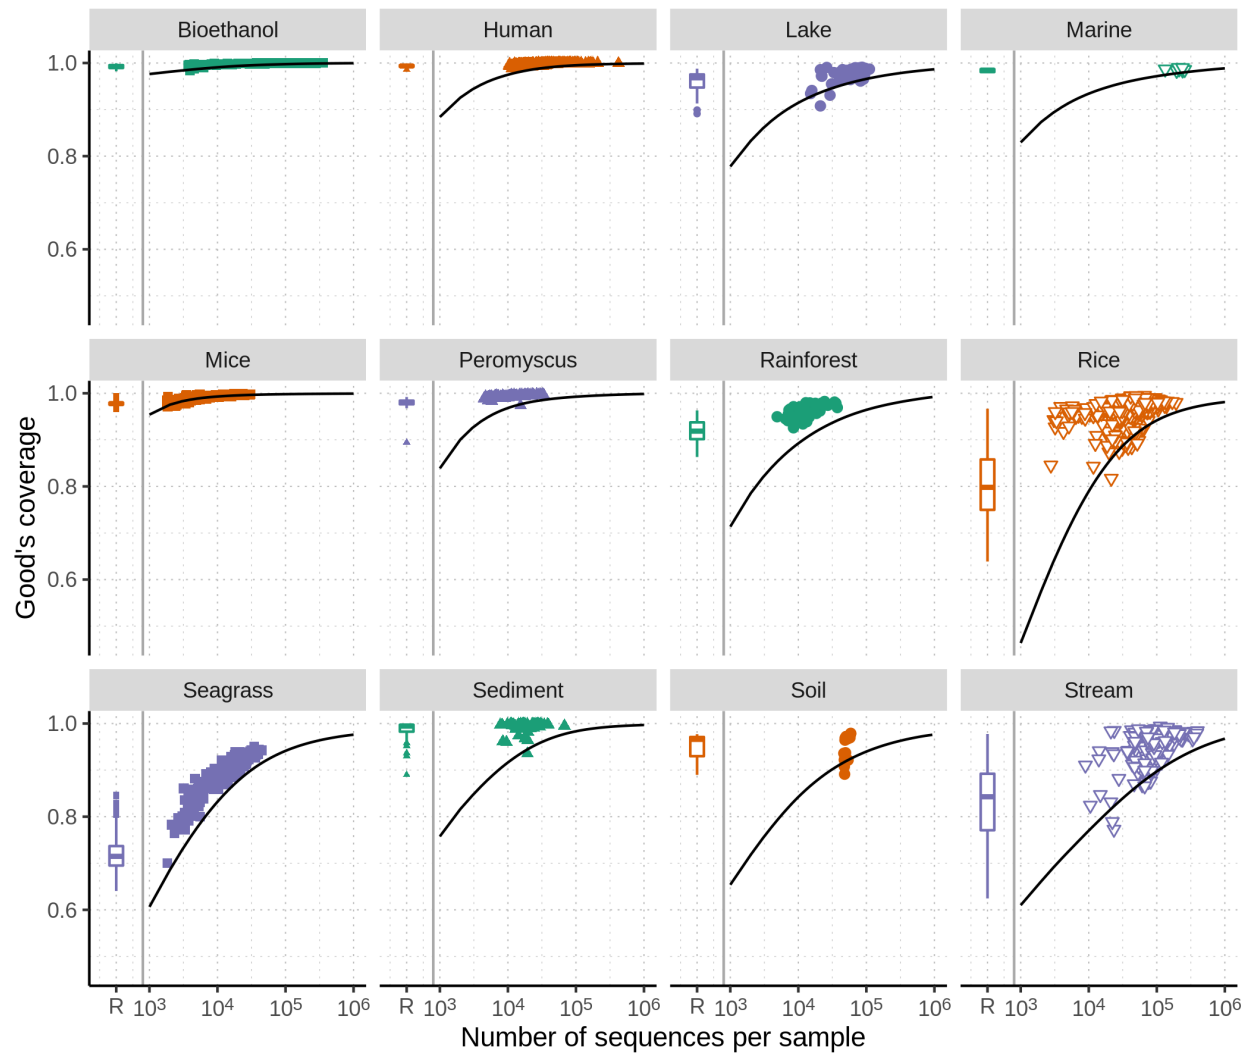 Bioethanol Human Lake Marine
1.0
0.8
0.6
Mice Peromyscus Rainforest Rice
1.0
0.8
0.6
Good's coverage
Seagrass Sediment Soil Stream
1.0
0.8
0.6
R 10³ 10⁴ 10⁵ 10⁶ R 10³ 10⁴ 10⁵ 10⁶ R 10³ 10⁴ 10⁵ 10⁶ R 10³ 10⁴ 10⁵ 10⁶
Number of sequences per sample